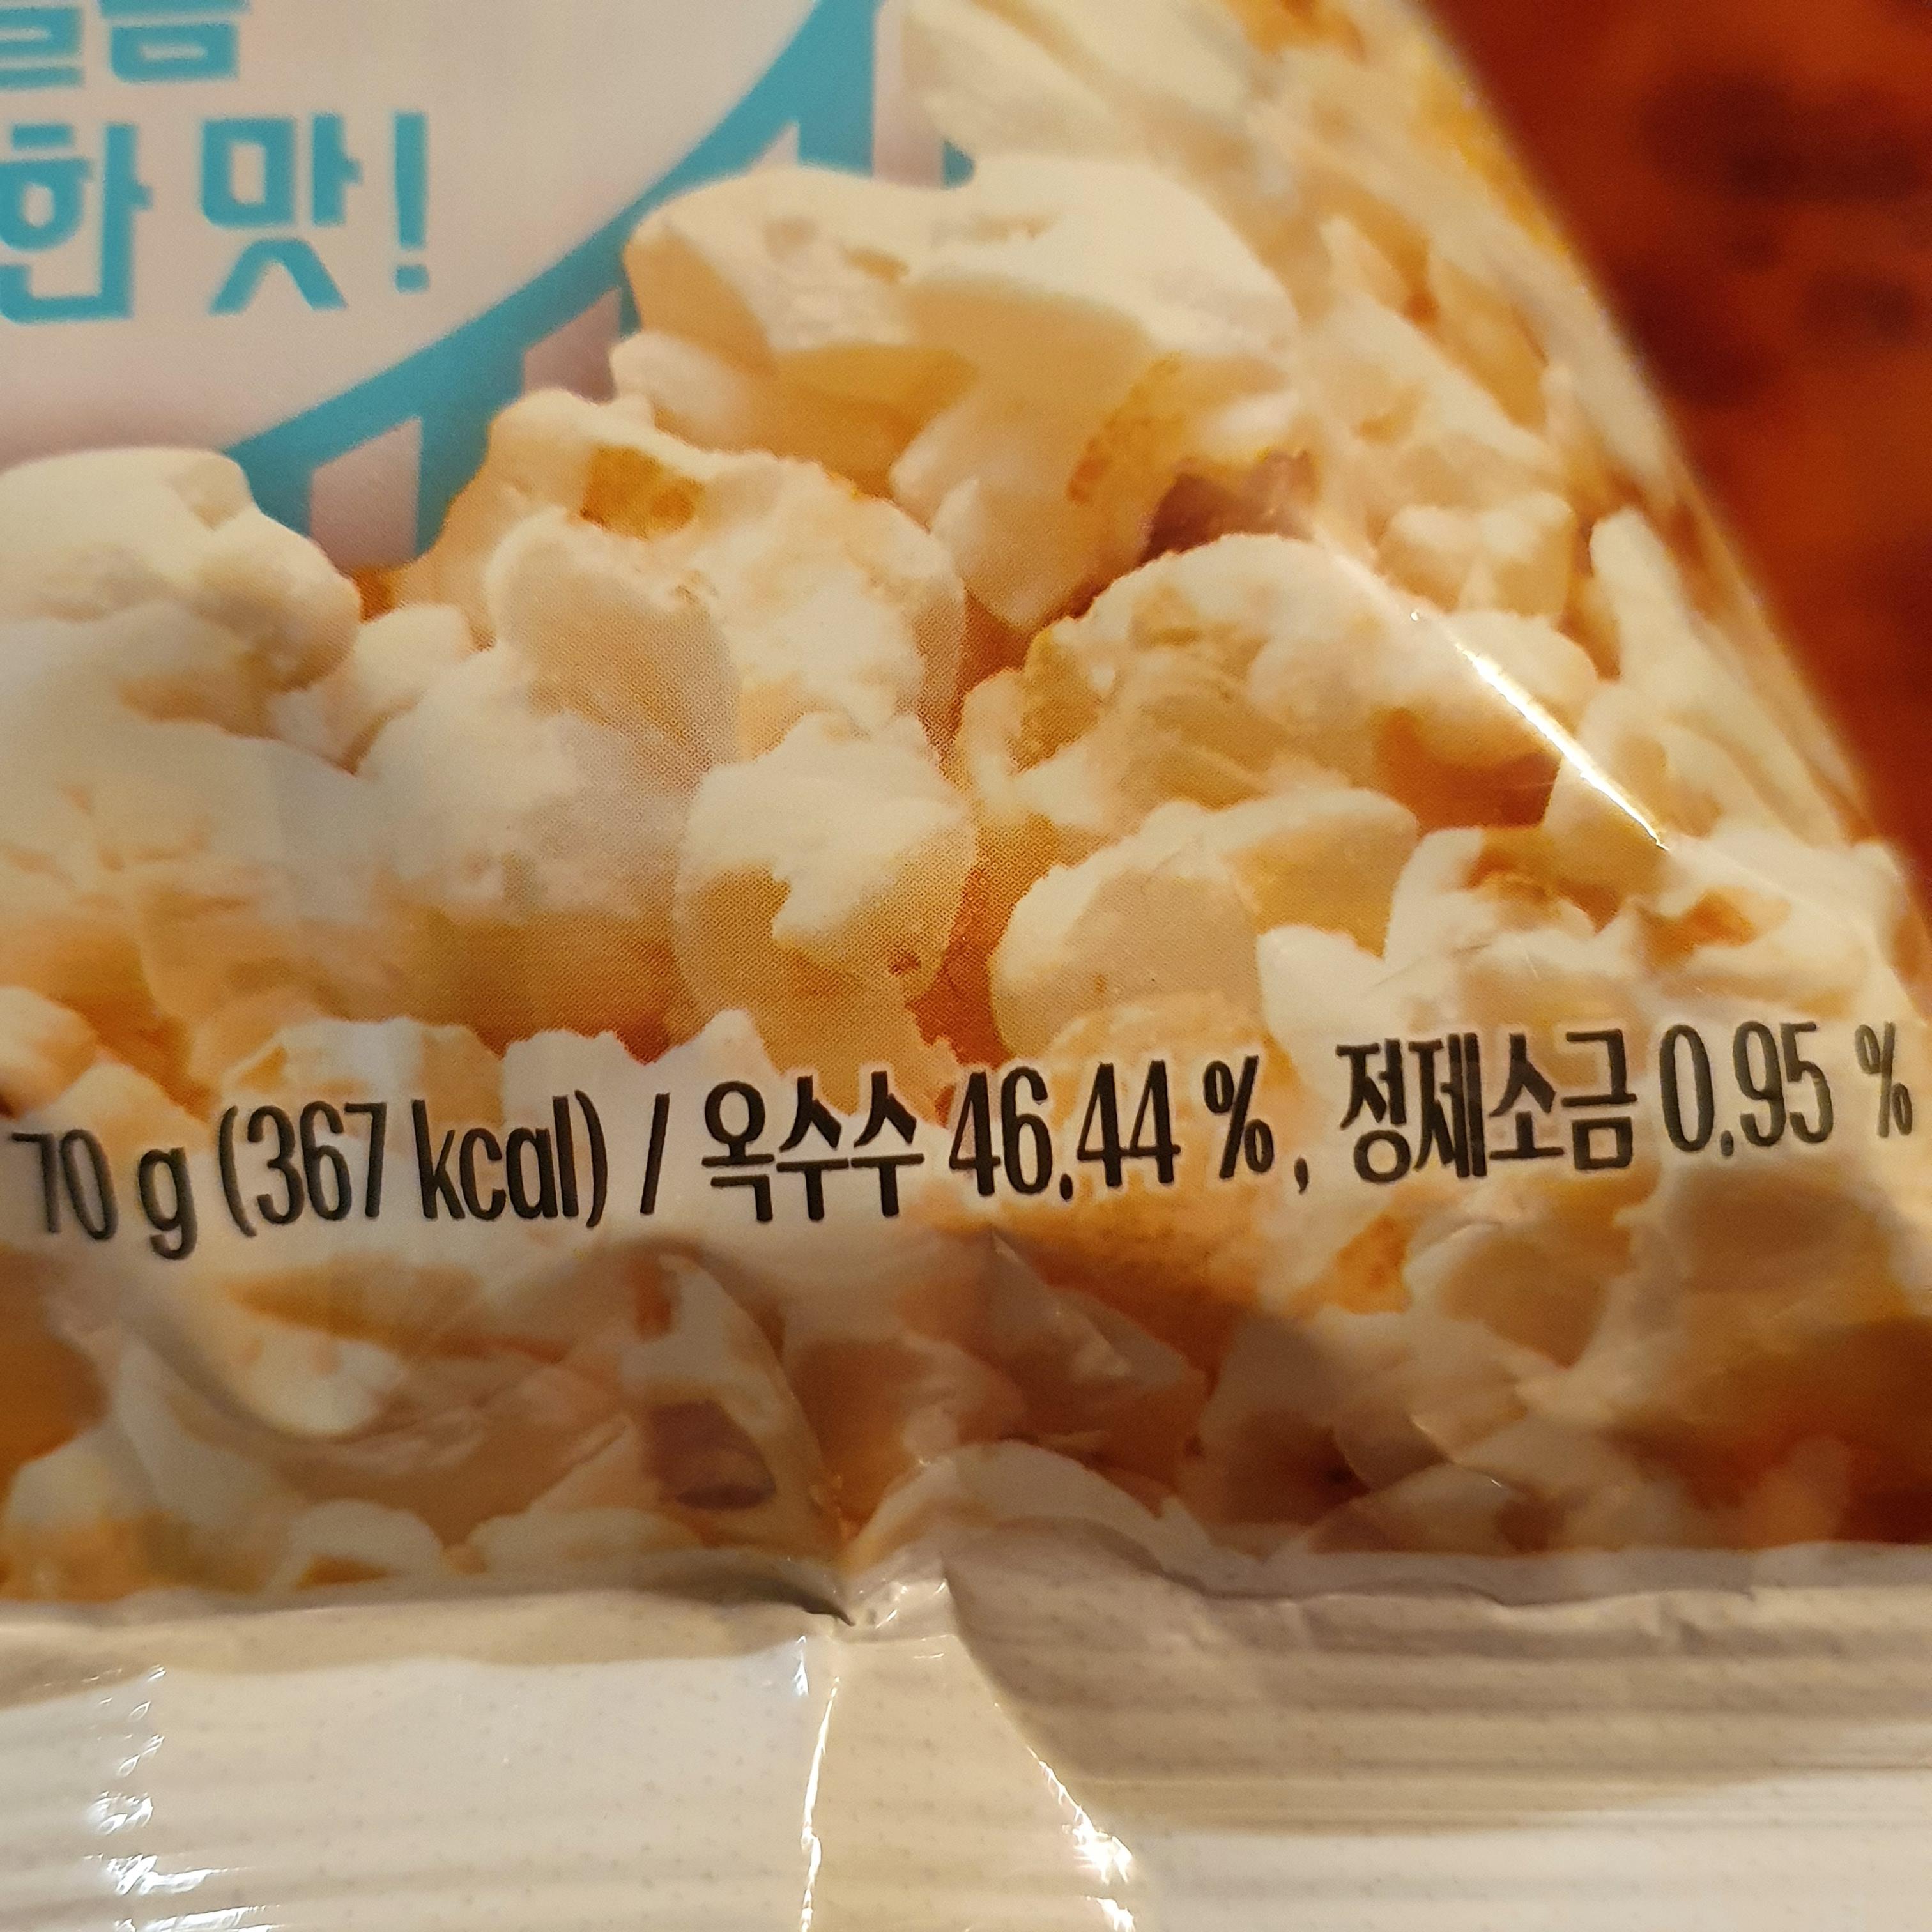 한 맛!
70 g (367 kcal) / 옥수수 46.44 %, 정제소금 0.95 %